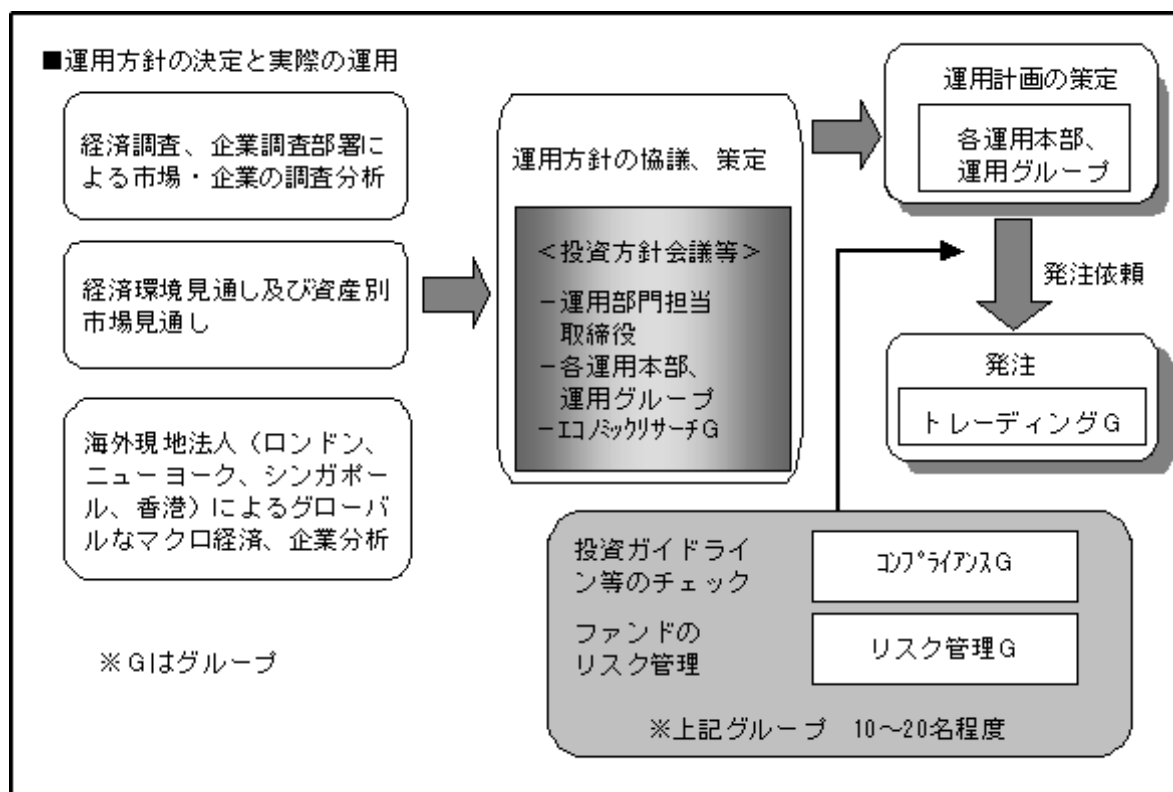 ■運用方針の決定と実際の運用
経済調査、企業調査部署に
よる市場・企業の調査分析
経済環境見通し及び資産別
市場見通し
海外現地法人（ロンドン、
ニューヨーク、シンガポー
ル、香港）によるグローバ
ルなマクロ経済、企業分析
※Gはグループ
運用方針の協議、策定
＜投資方針会議等＞
－運用部門担当
取締役
－各運用本部、
運用グループ
－ｴｺﾉﾐｯｸﾘｻｰﾁG
運用計画の策定
各運用本部、
運用グループ
発注依頼
発注
トレーディングG
投資ガイドライ
ン等のチェック
ｺﾝﾌﾟﾗｲｱﾝｽG
ファンドの
リスク管理
リスク管理G
※上記グループ　10～20名程度